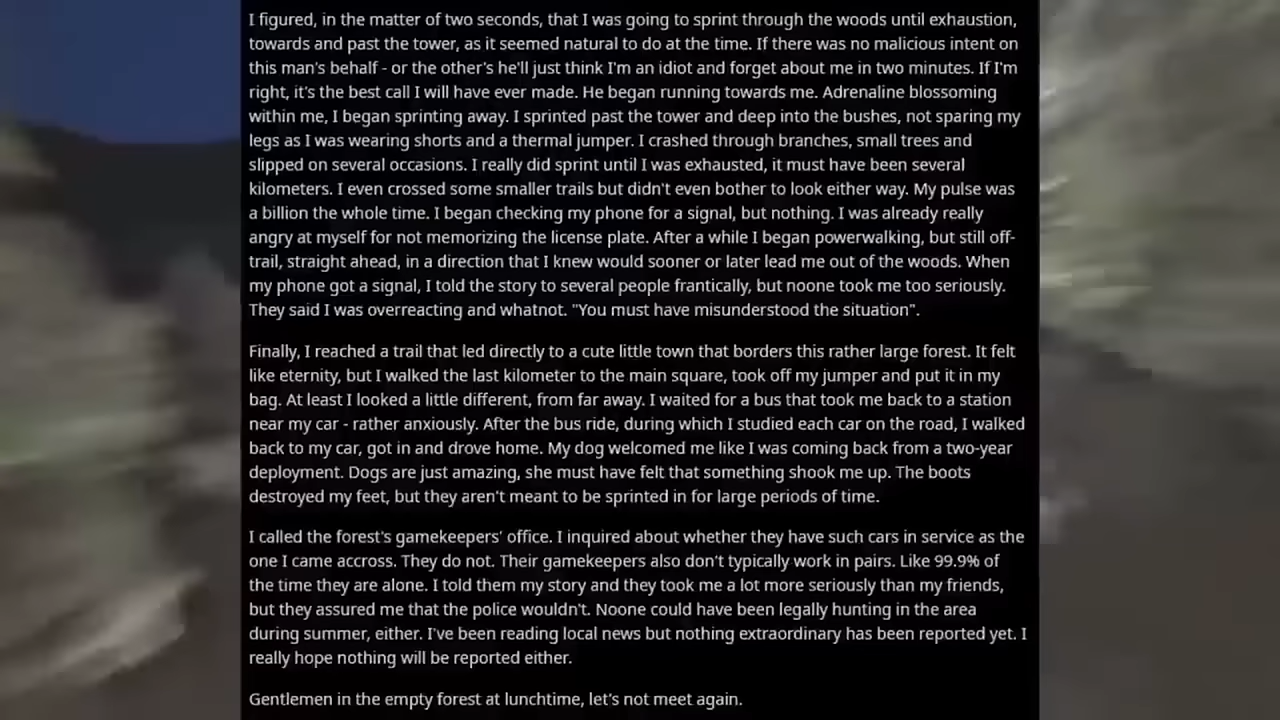 I figured, in the matter of two seconds, that I was going to sprint through the woods until exhaustion,
towards and past the tower, as it seemed natural to do at the time. If there was no malicious intent on
this man's behalf - or the other's he'll just think I'm an idiot and forget about me in two minutes. If I'm
right, it's the best call I will have ever made. He began running towards me. Adrenaline blossoming
within me, I began sprinting away. I sprinted past the tower and deep into the bushes, not sparing my
legs as I was wearing shorts and a thermal jumper. I crashed through branches, small trees and
slipped on several occasions. I really did sprint until I was exhausted, it must have been several
kilometers. I even crossed some smaller trails but didn't even bother to look either way. My pulse was
a billion the whole time. I began checking my phone for a signal, but nothing. I was already really
angry at myself for not memorizing the license plate. After a while I began powerwalking, but still off-
trail, straight ahead, in a direction that I knew would sooner or later lead me out of the woods. When
my phone got a signal, I told the story to several people frantically, but noone took me too seriously.
They said I was overreacting and whatnot. "You must have misunderstood the situation".
Finally, I reached a trail that led directly to a cute little town that borders this rather large forest. It felt
like eternity, but I walked the last kilometer to the main square, took off my jumper and put it in my
bag. At least I looked a little different, from far away. I waited for a bus that took me back to a station
near my car - rather anxiously. After the bus ride, during which I studied each car on the road, I walked
back to my car, got in and drove home. My dog welcomed me like I was coming back from a two-year
deployment. Dogs are just amazing, she must have felt that something shook me up. The boots
destroyed my feet, but they aren't meant to be sprinted in for large periods of time.
I called the forest's gamekeepers' office. I inquired about whether they have such cars in service as the
one I came accross. They do not. Their gamekeepers also don't typically work in pairs. Like 99.9% of
the time they are alone. I told them my story and they took me a lot more seriously than my friends,
but they assured me that the police wouldn't. Noone could have been legally hunting in the area
during summer, either. I've been reading local news but nothing extraordinary has been reported yet. I
really hope nothing will be reported either.
Gentlemen in the empty forest at lunchtime, let's not meet again.